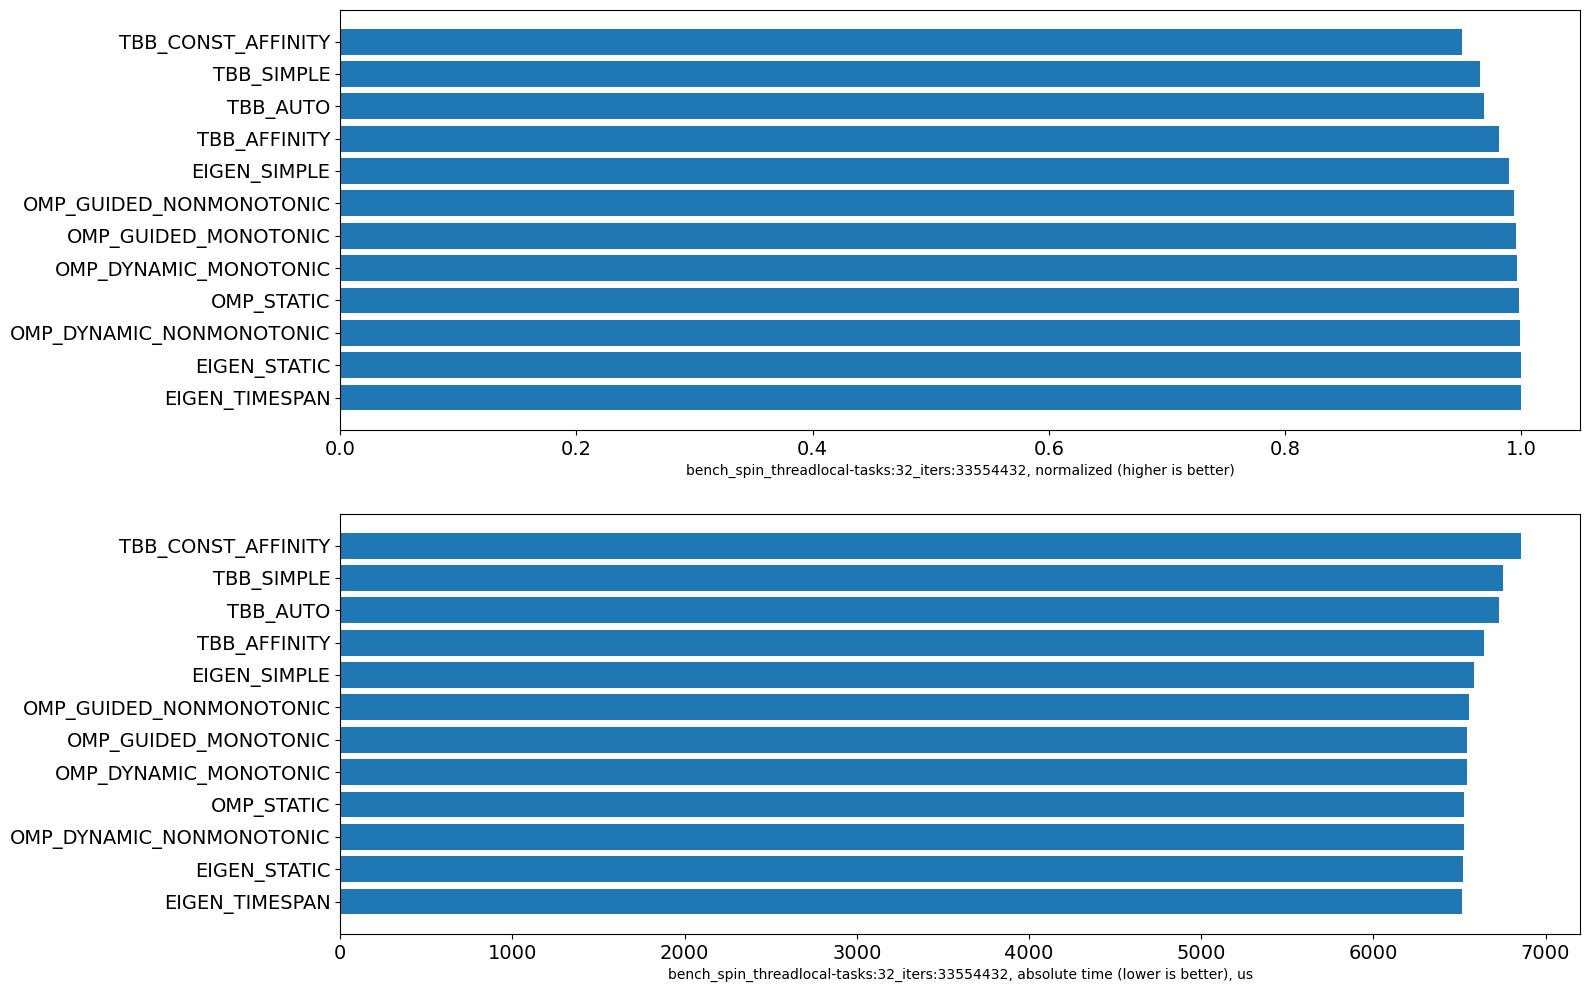 TBB_CONST_AFFINITY
TBB_SIMPLE
TBB_AUTO
TBB_AFFINITY
EIGEN_SIMPLE
OMP_GUIDED_NONMONOTONIC
OMP_GUIDED_MONOTONIC
OMP_DYNAMIC_MONOTONIC
OMP_STATIC
OMP_DYNAMIC_NONMONOTONIC
EIGEN_STATIC
EIGEN_TIMESPAN
0.0 0.2 0.4 0.6 0.8 1.0
bench_spin_threadlocal-tasks:32_iters:33554432, normalized (higher is better)
TBB_CONST_AFFINITY
TBB_SIMPLE
TBB_AUTO
TBB_AFFINITY
EIGEN_SIMPLE
OMP_GUIDED_NONMONOTONIC
OMP_GUIDED_MONOTONIC
OMP_DYNAMIC_MONOTONIC
OMP_STATIC
OMP_DYNAMIC_NONMONOTONIC
EIGEN_STATIC
EIGEN_TIMESPAN
0 1000 2000 3000 4000 5000 6000 7000
bench_spin_threadlocal-tasks:32_iters:33554432, absolute time (lower is better), us